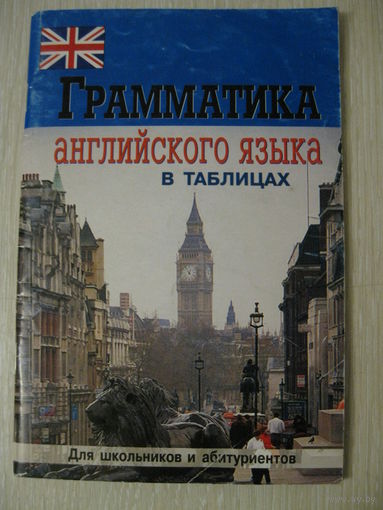 Грамматика
английского языка
в таблицах
Для школьников и абитуриентов